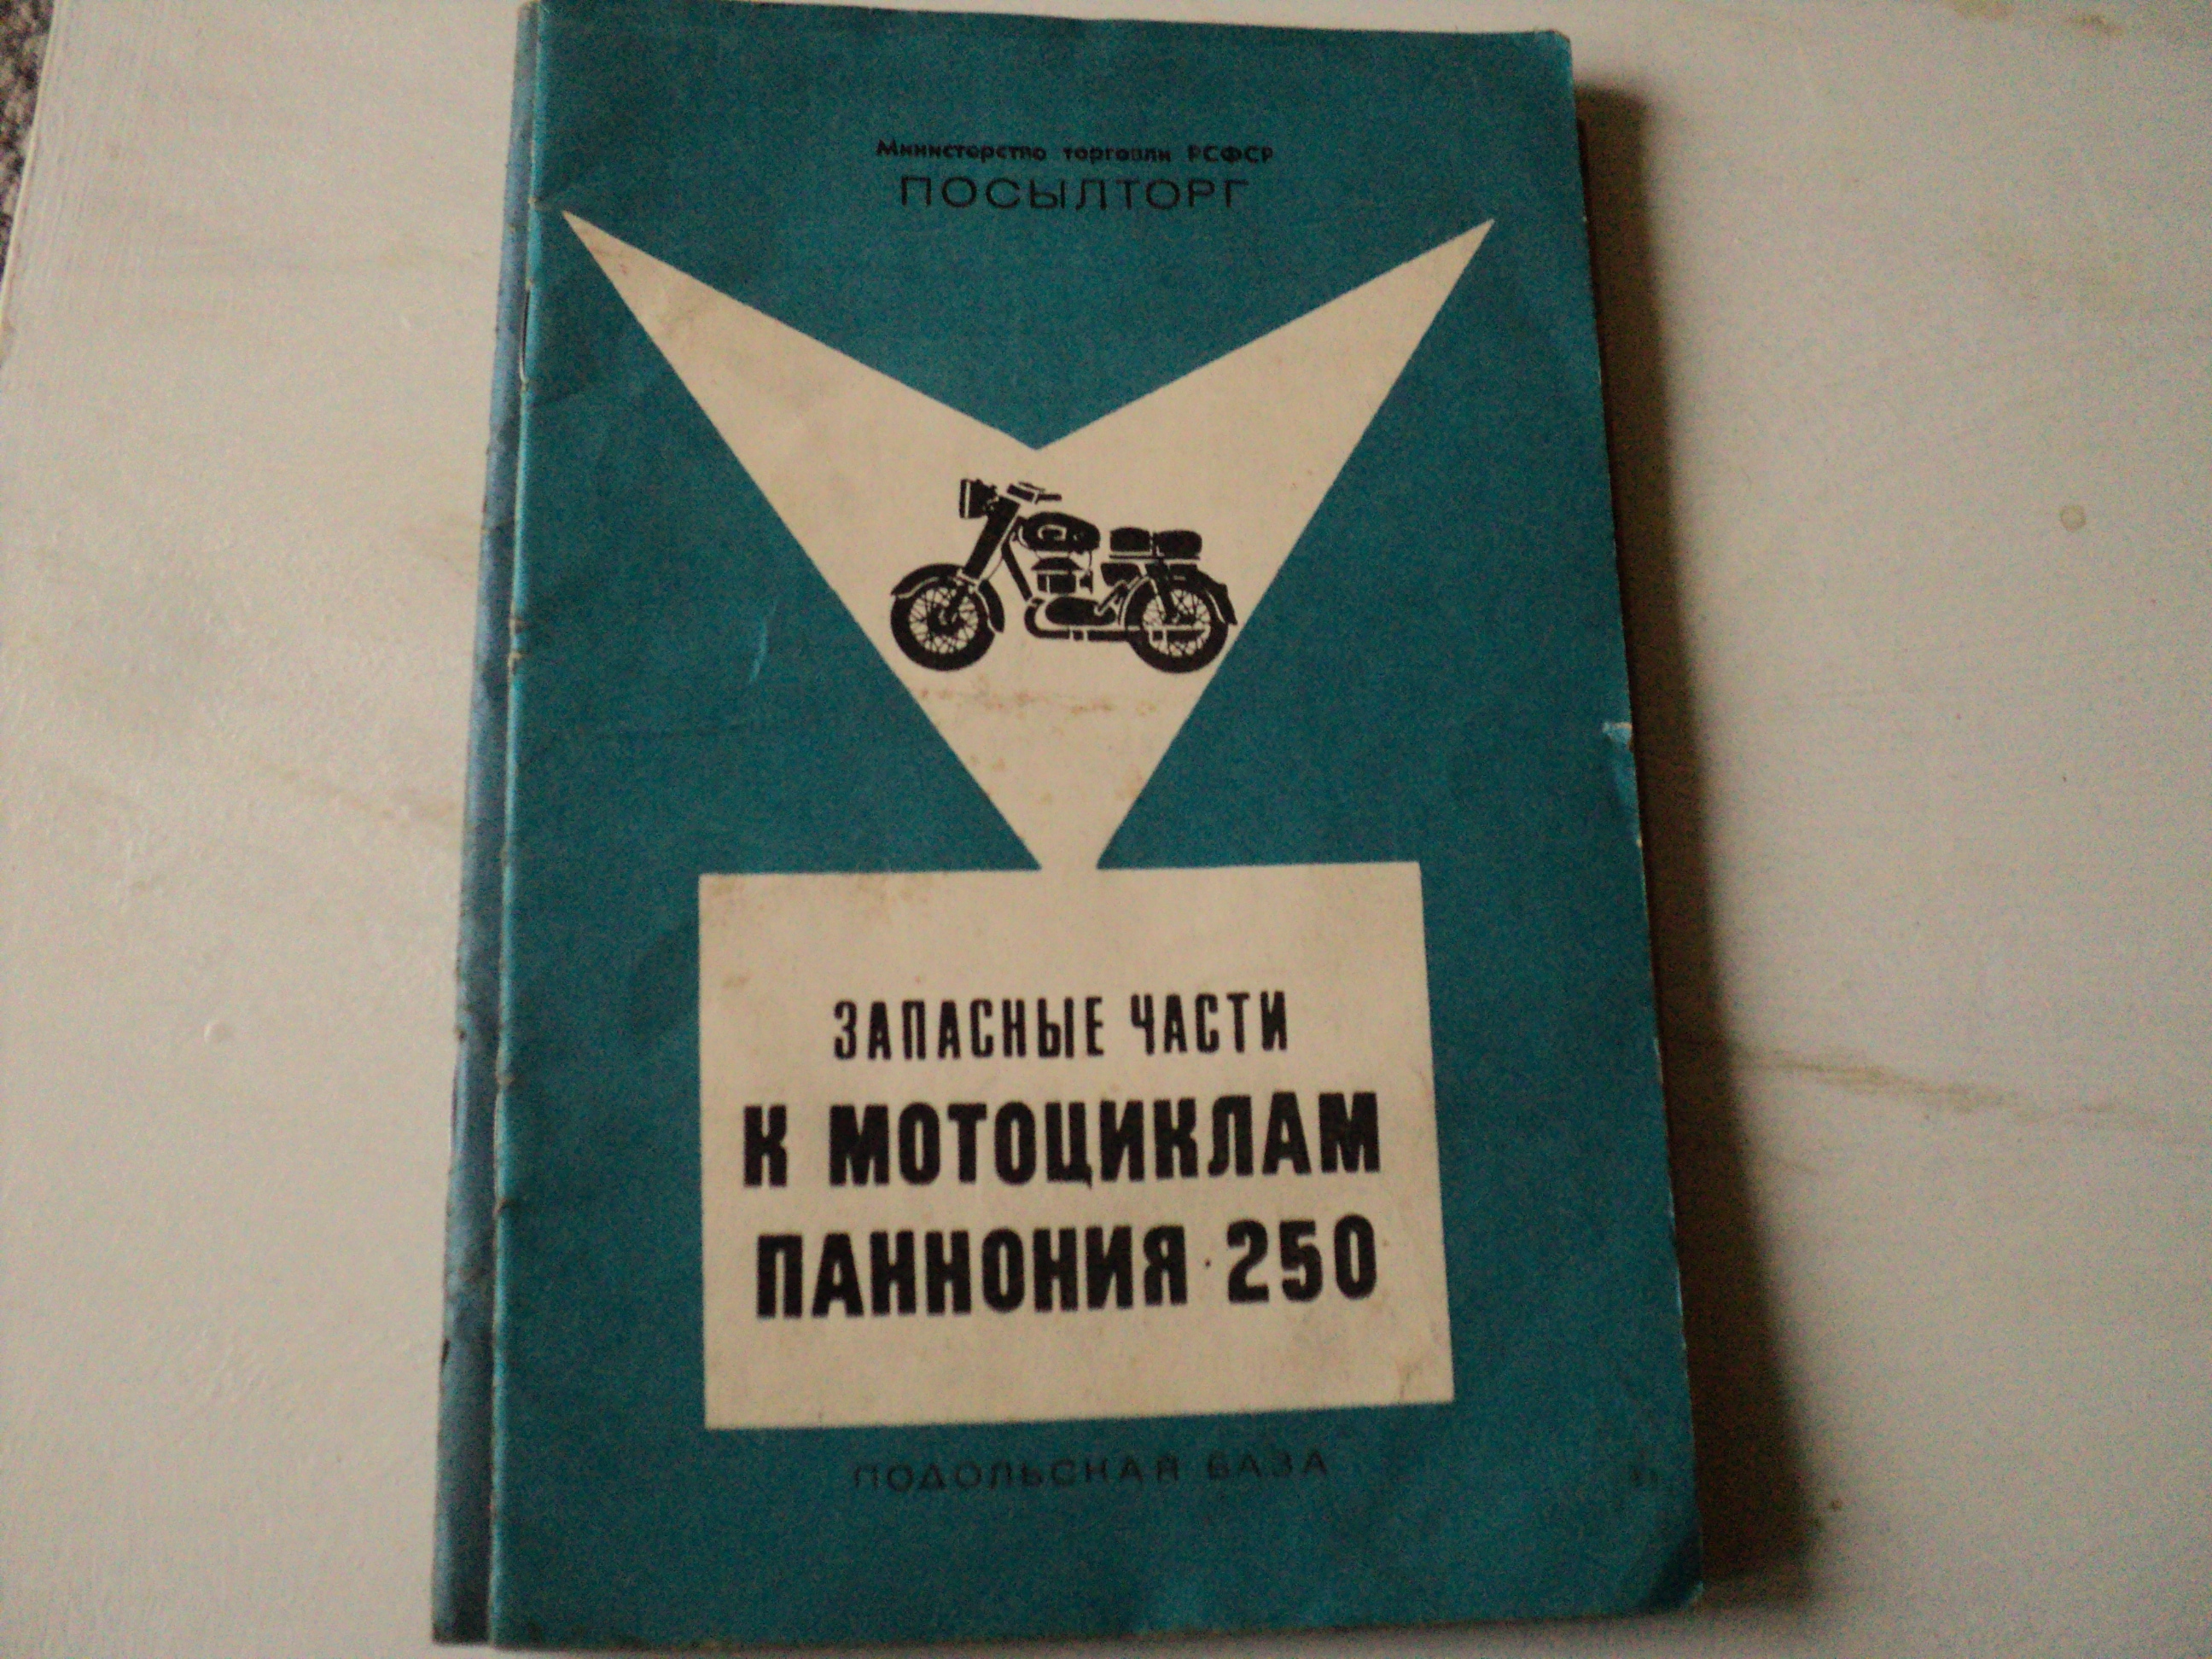 Министерство торговли РСФСР
ПОСЫЛТОРГ
ЗАПАСНЫЕ ЧАСТИ
К МОТОЦИКЛАМ
ПАННОНИЯ 250
ПОДОЛЬСКАЯ БАЗА